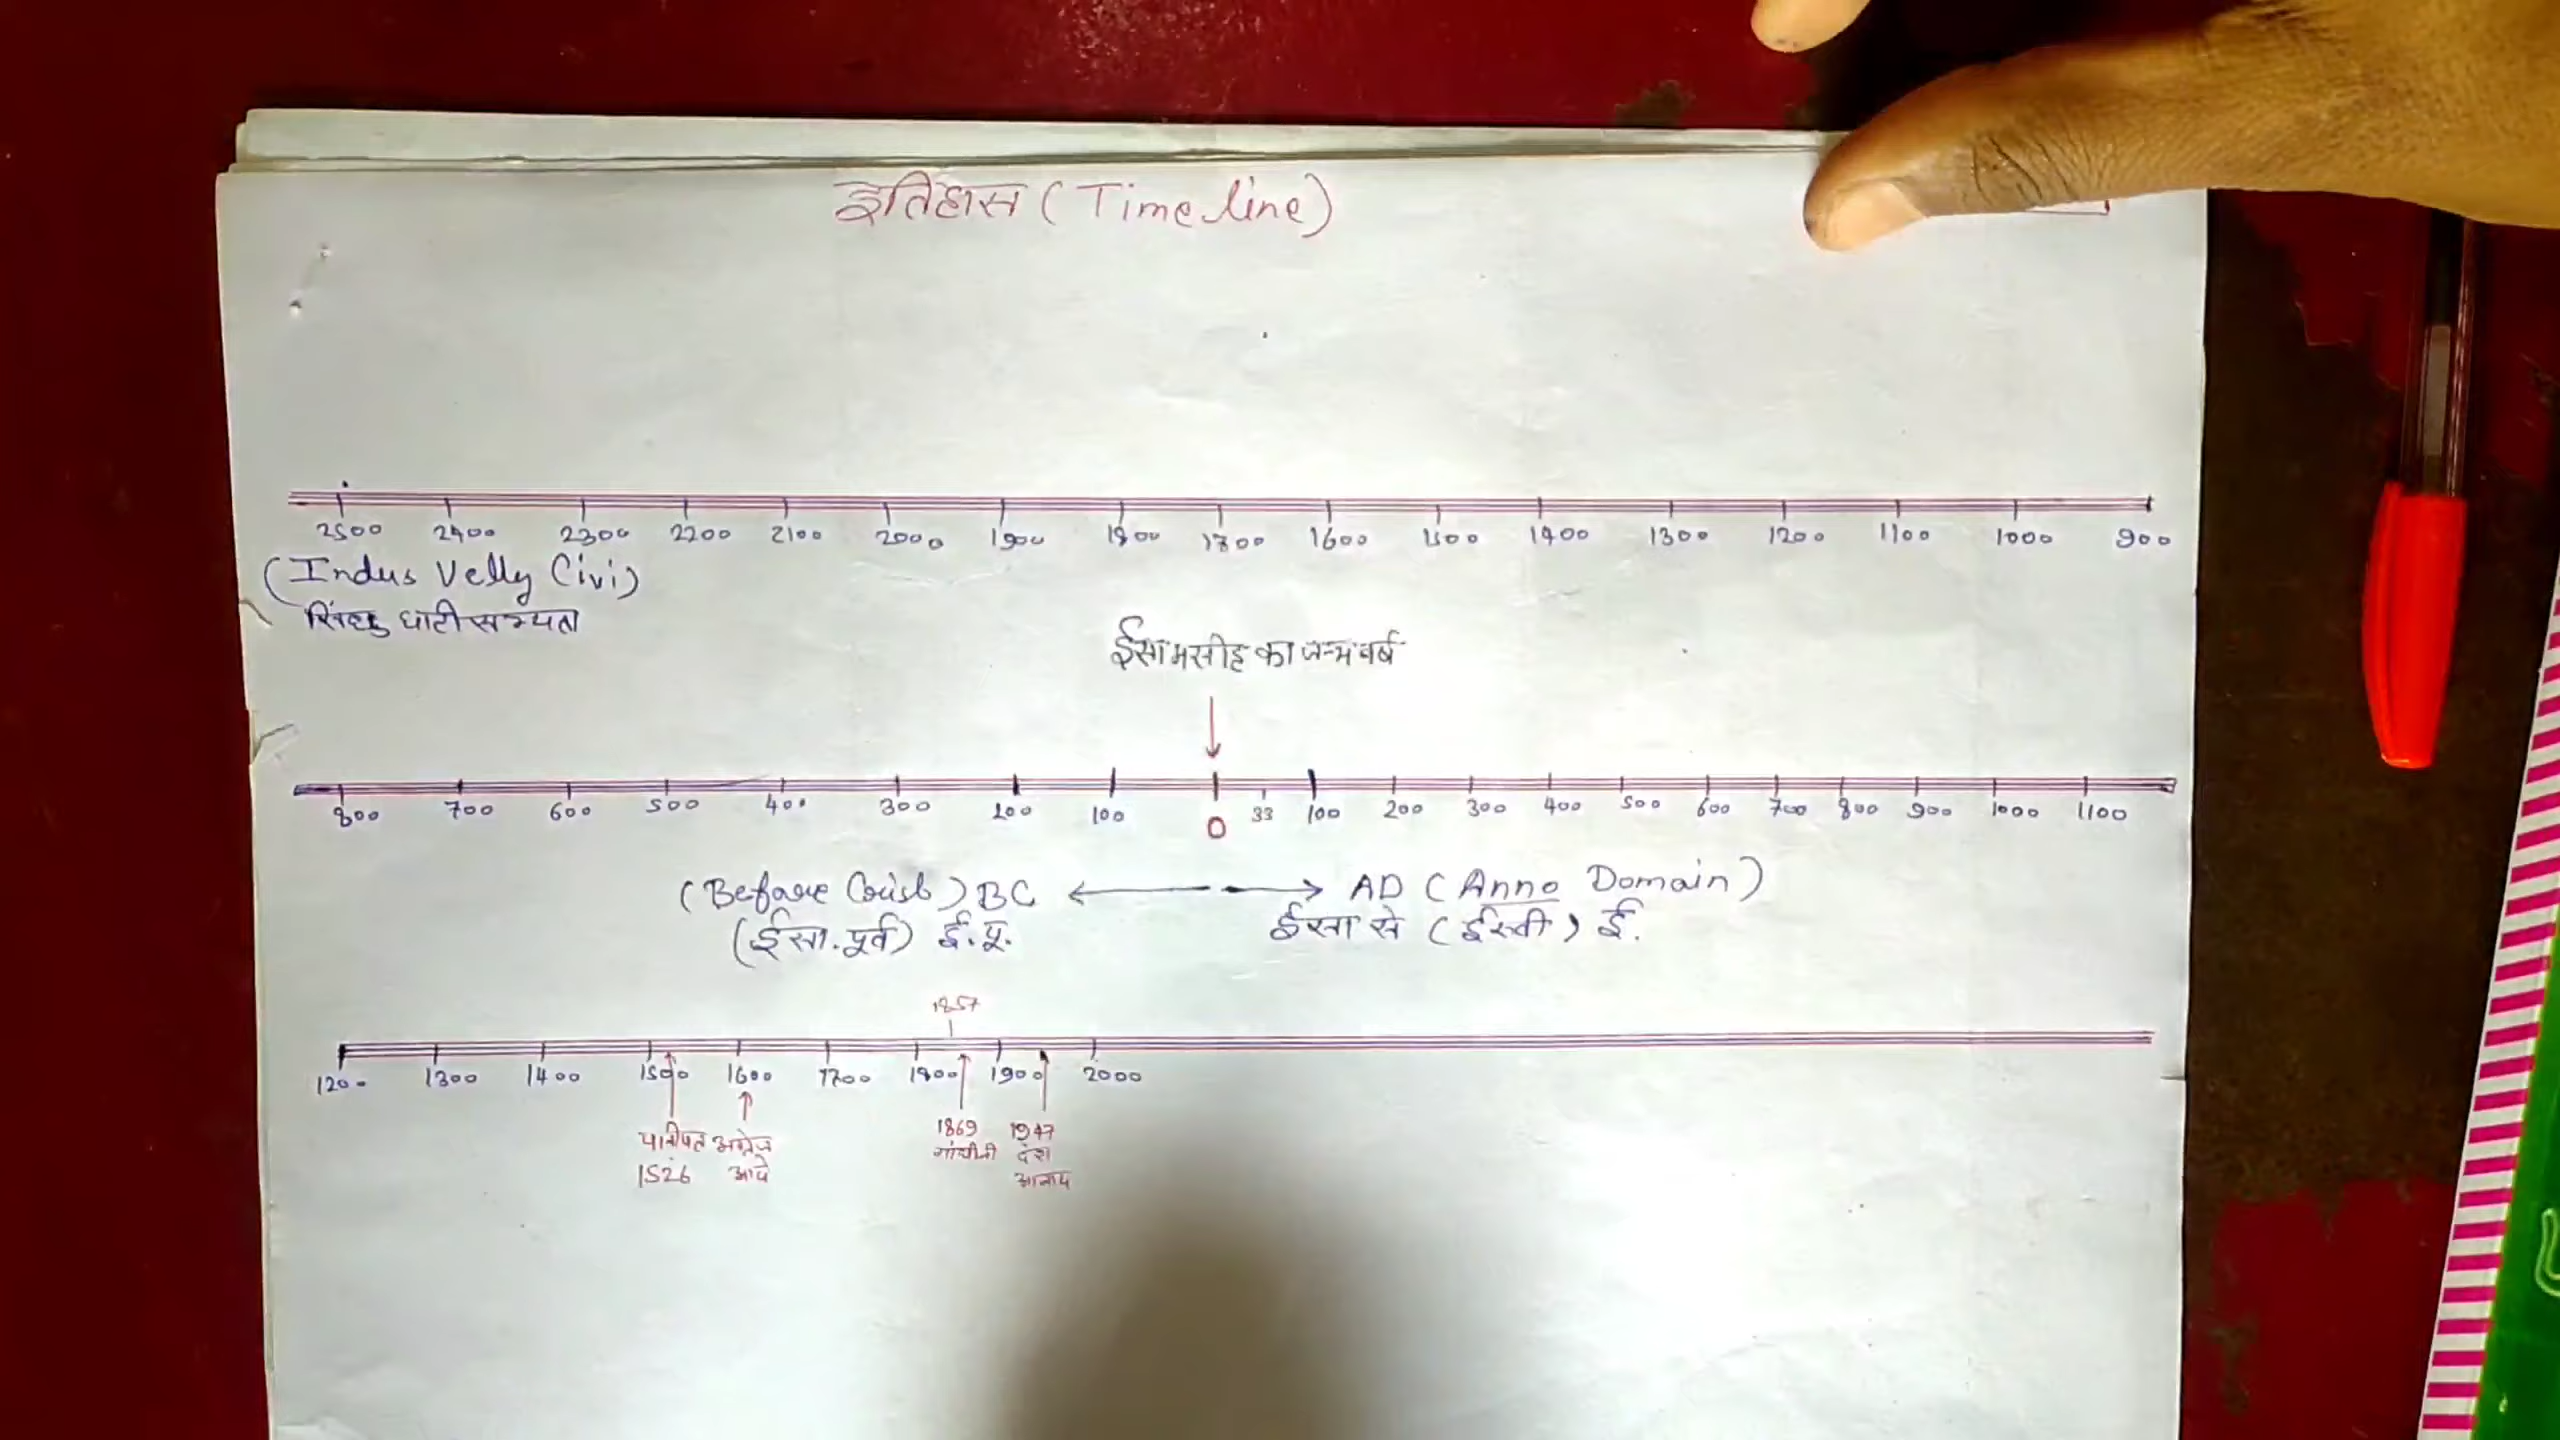 इतिहास (Time line)
2500 2400 2300 2200 2100 2000 1900 1800 1700 1600 1500 1400 1300 1200 1100 1000 900
(Indus Velly Civi)
सिंधु घाटी सभ्यता
ईसा मसीह का जन्म वर्ष
800 700 600 500 400 300 200 100 0 33 100 200 300 400 500 600 700 800 900 1000 1100
(Before Crist) BC AD (Anno Domain)
(ईसा. पूर्व) ई. पू. ईसा से (ईस्वी) ई.
1857
1200 1300 1400 1500 1600 1700 1800 1900 2000
पानीपत अंग्रेज 1869 1947
1526 आये गांधीजी देश
आजाद